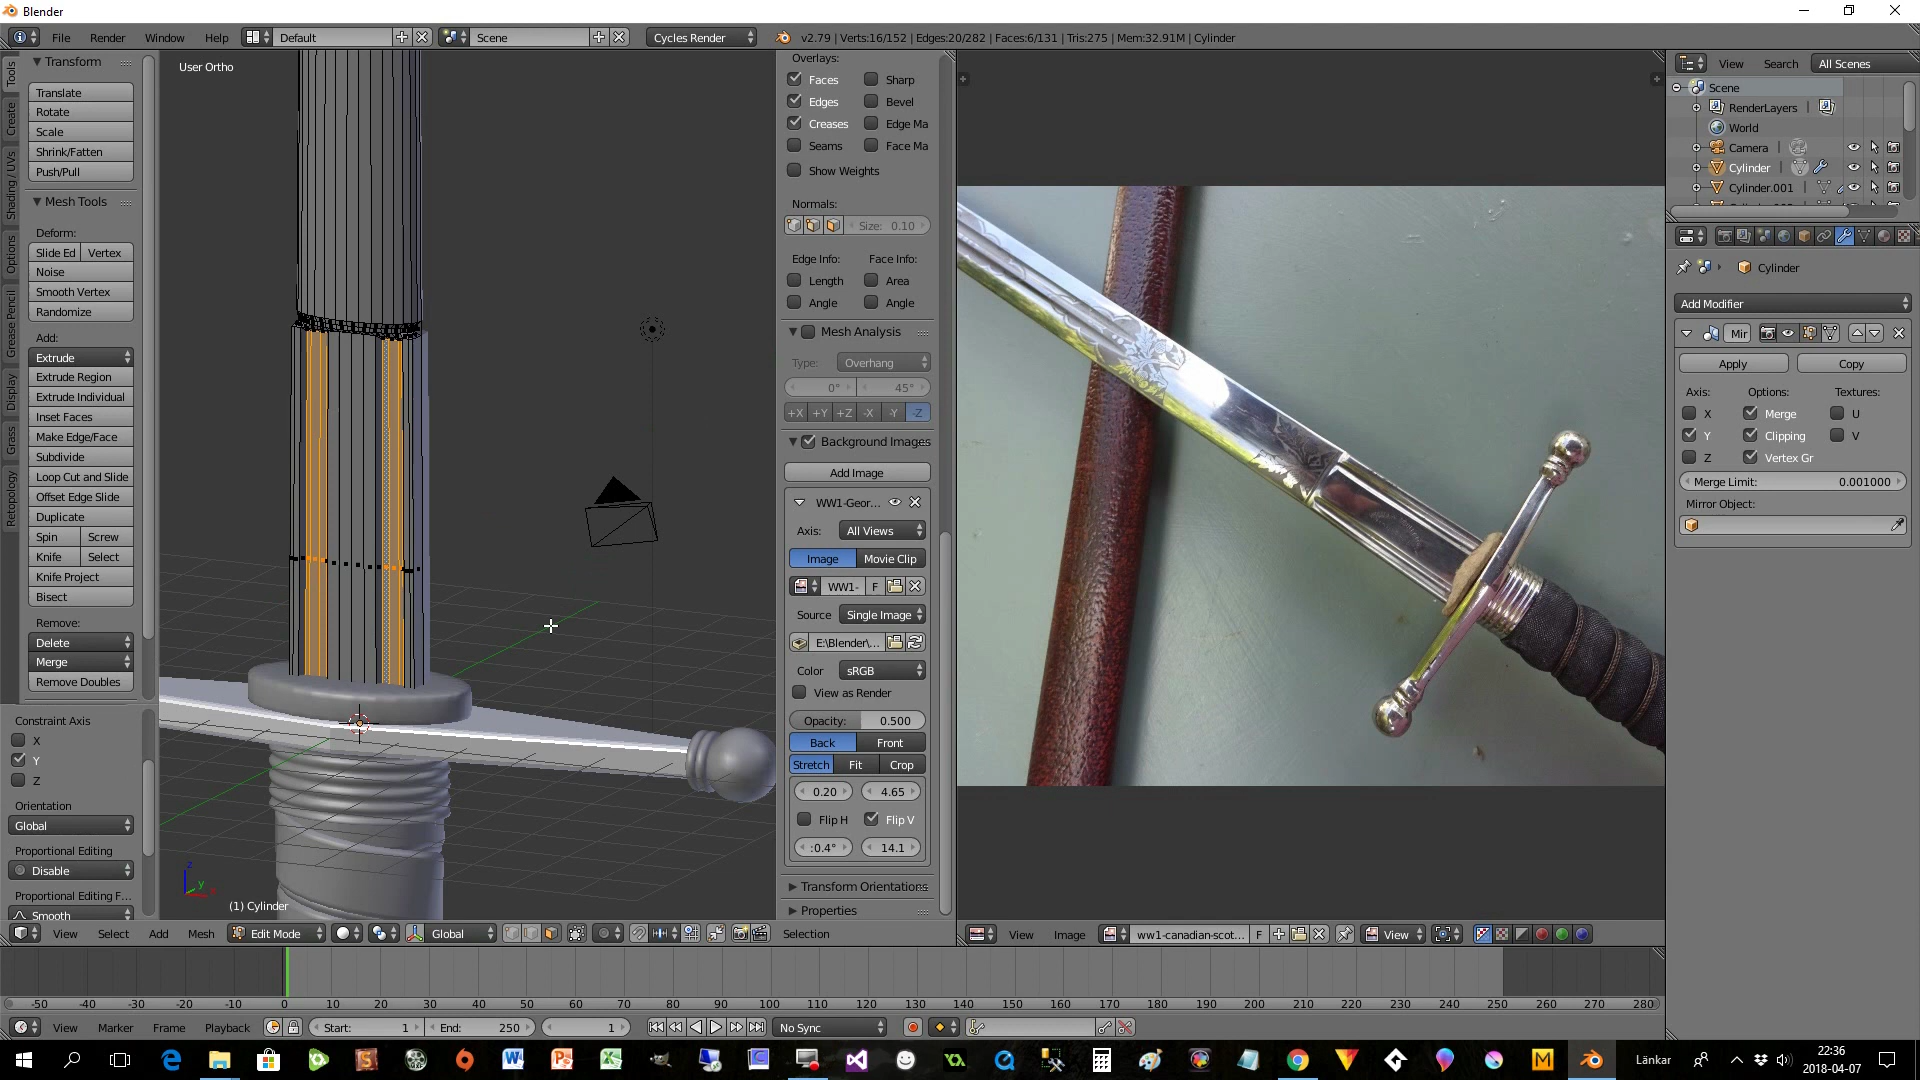 Blender
File Render Window Help Default Scene Cycles Render v2.79 | Verts:16/152 | Edges:20/282 | Faces:6/131 | Tris:275 | Mem:32.91M | Cylinder
Tools
Create
Shading / UVs
Options
Grease Pencil
Display
Grass
Retopology
Transform
Translate
Rotate
Scale
Shrink/Fatten
Push/Pull
Mesh Tools
Deform:
Slide Ed Vertex
Noise
Smooth Vertex
Randomize
Add:
Extrude
Extrude Region
Extrude Individual
Inset Faces
Make Edge/Face
Subdivide
Loop Cut and Slide
Offset Edge Slide
Duplicate
Spin Screw
Knife Select
Knife Project
Bisect
Remove:
Delete
Merge
Remove Doubles
Constraint Axis
X
Y
Z
Orientation
Global
Proportional Editing
Disable
Proportional Editing F...
Smooth
User Ortho
z
y
(1) Cylinder
Overlays:
Faces Sharp
Edges Bevel
Creases Edge Ma
Seams Face Ma
Show Weights
Normals:
Size: 0.10
Edge Info: Face Info:
Length Area
Angle Angle
Mesh Analysis
Type: Overhang
0° 45°
+X +Y +Z -X -Y -Z
Background Images
Add Image
WW1-Geor...
Axis: All Views
Image Movie Clip
WW1- F
Source Single Image
E:\Blender\...
Color sRGB
View as Render
Opacity: 0.500
Back Front
Stretch Fit Crop
0.20 4.65
Flip H Flip V
:0.4° 14.1
Transform Orientations
Properties
View Select Add Mesh Edit Mode Global Selection
View Image ww1-canadian-scot... F View
View Search All Scenes
Scene
RenderLayers
World
Camera
Cylinder
Cylinder.001
Cylinder
Add Modifier
Mir
Apply Copy
Axis: Options: Textures:
X Merge U
Y Clipping V
Z Vertex Gr
Merge Limit: 0.001000
Mirror Object:
-50 -40 -30 -20 -10 0 10 20 30 40 50 60 70 80 90 100 110 120 130 140 150 160 170 180 190 200 210 220 230 240 250 260 270 280
View Marker Frame Playback Start: 1 End: 250 1 No Sync
Länkar
22:36
2018-04-07